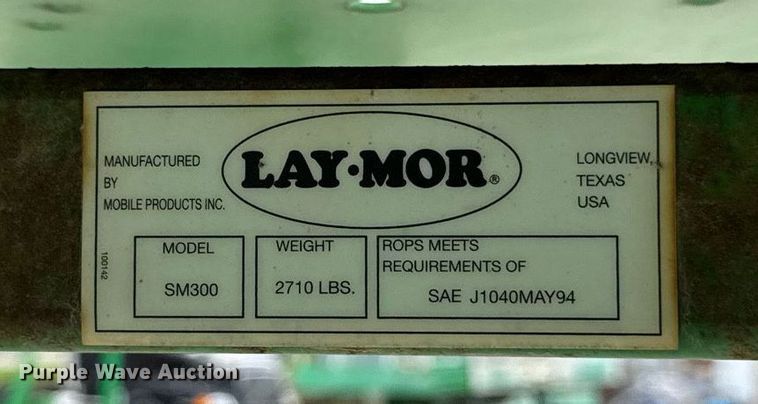 MANUFACTURED
BY
MOBILE PRODUCTS INC.
LAY·MOR®
LONGVIEW,
TEXAS
USA
100142
MODEL
SM300
WEIGHT
2710 LBS.
ROPS MEETS
REQUIREMENTS OF
SAE J1040MAY94
Purple Wave Auction